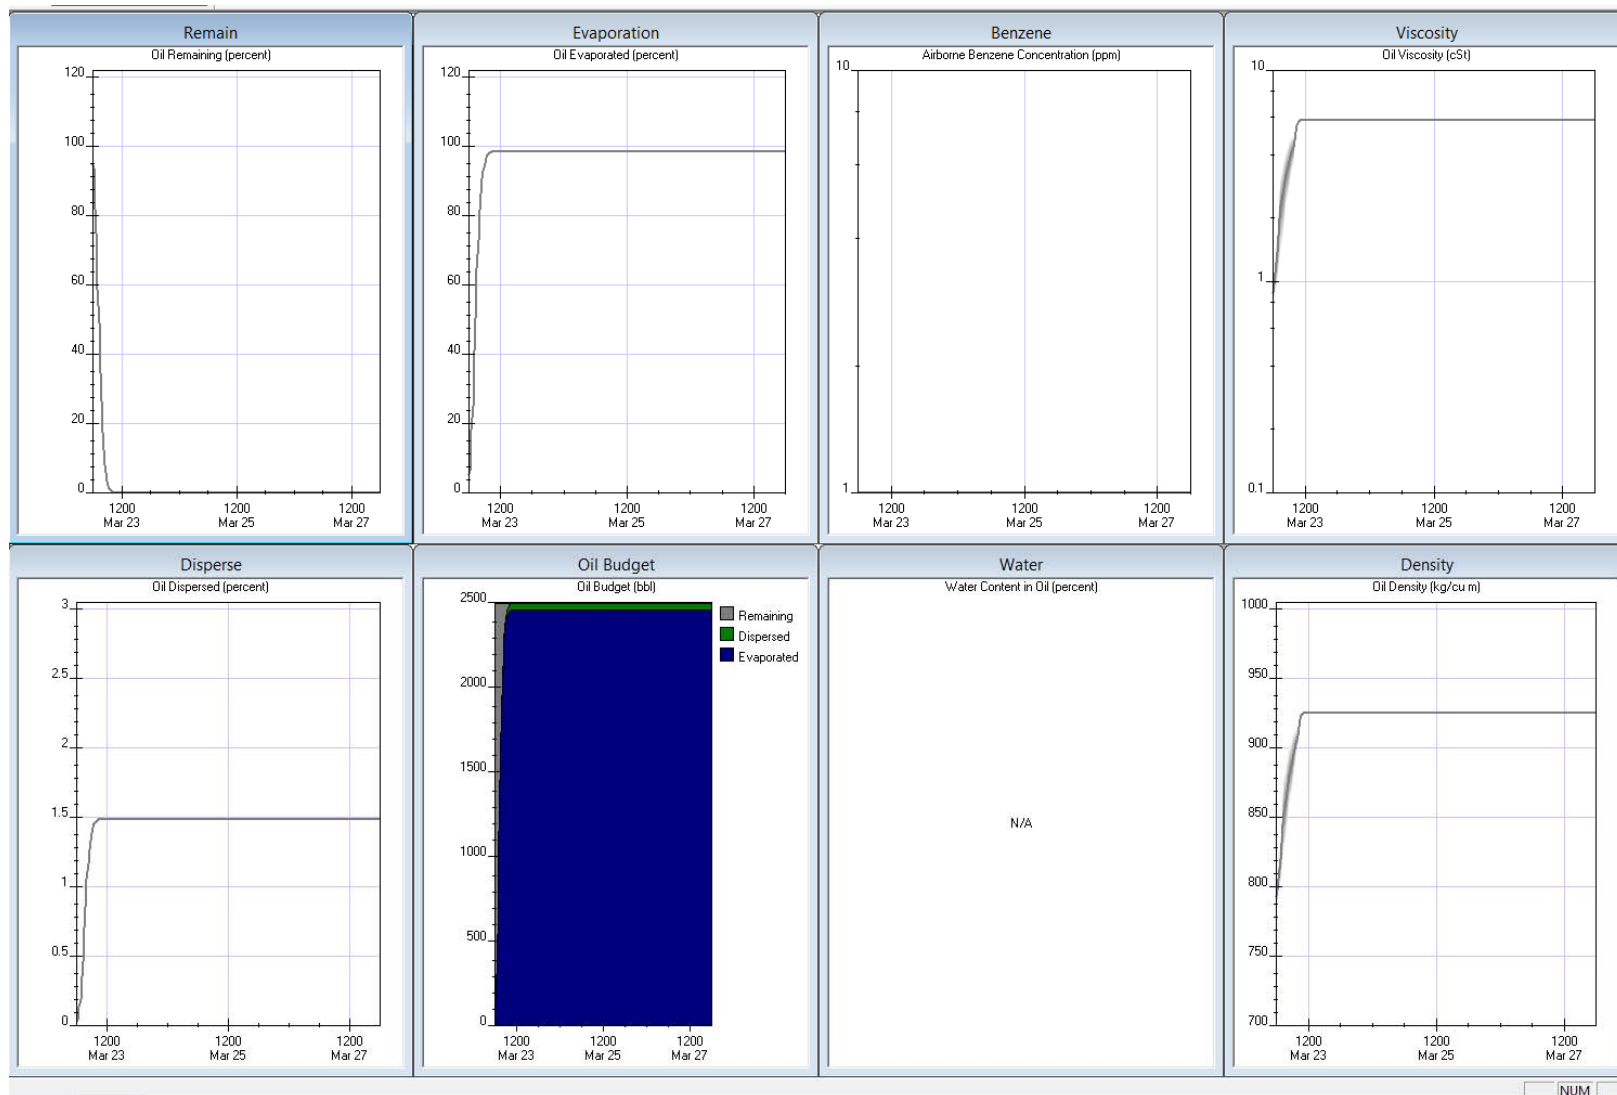 Remain
Oil Remaining (percent)
120
100
80
60
40
20
0
1200 1200 1200
Mar 23 Mar 25 Mar 27
Evaporation
Oil Evaporated (percent)
120
100
80
60
40
20
0
1200 1200 1200
Mar 23 Mar 25 Mar 27
Benzene
Airborne Benzene Concentration (ppm)
10
1
1200 1200 1200
Mar 23 Mar 25 Mar 27
Viscosity
Oil Viscosity (cSt)
10
1
0.1
1200 1200 1200
Mar 23 Mar 25 Mar 27
Disperse
Oil Dispersed (percent)
3
2.5
2
1.5
1
0.5
0
1200 1200 1200
Mar 23 Mar 25 Mar 27
Oil Budget
Oil Budget (bbl)
2500
2000
1500
1000
500
0
1200 1200 1200
Mar 23 Mar 25 Mar 27
Remaining
Dispersed
Evaporated
Water
Water Content in Oil (percent)
N/A
Density
Oil Density (kg/cu m)
1000
950
900
850
800
750
700
1200 1200 1200
Mar 23 Mar 25 Mar 27
NUM